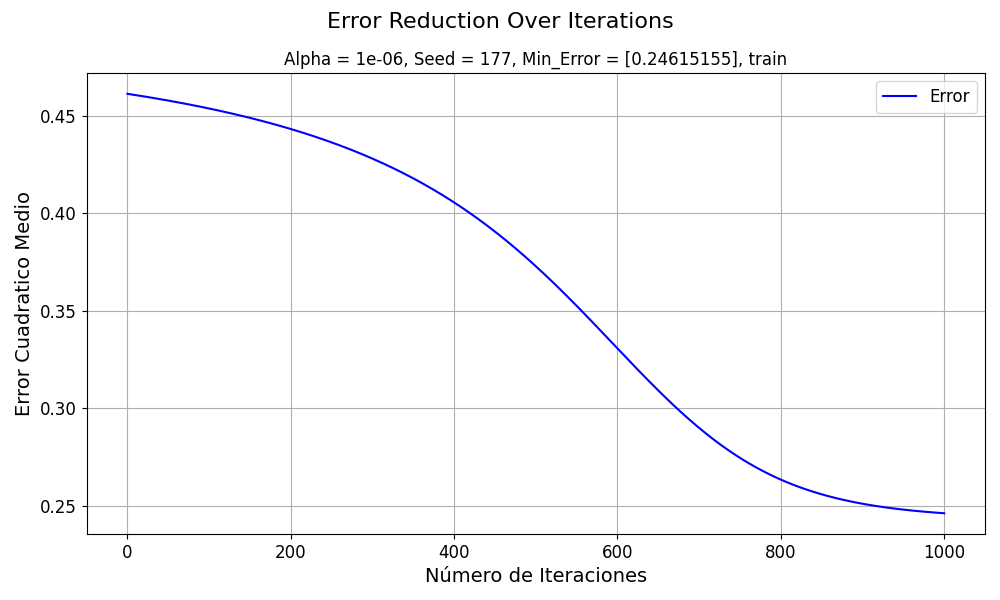 Error Reduction Over Iterations
Alpha = 1e-06, Seed = 177, Min_Error = [0.24615155], train
Error
Error Cuadratico Medio
0.45
0.40
0.35
0.30
0.25
0 200 400 600 800 1000
Número de Iteraciones